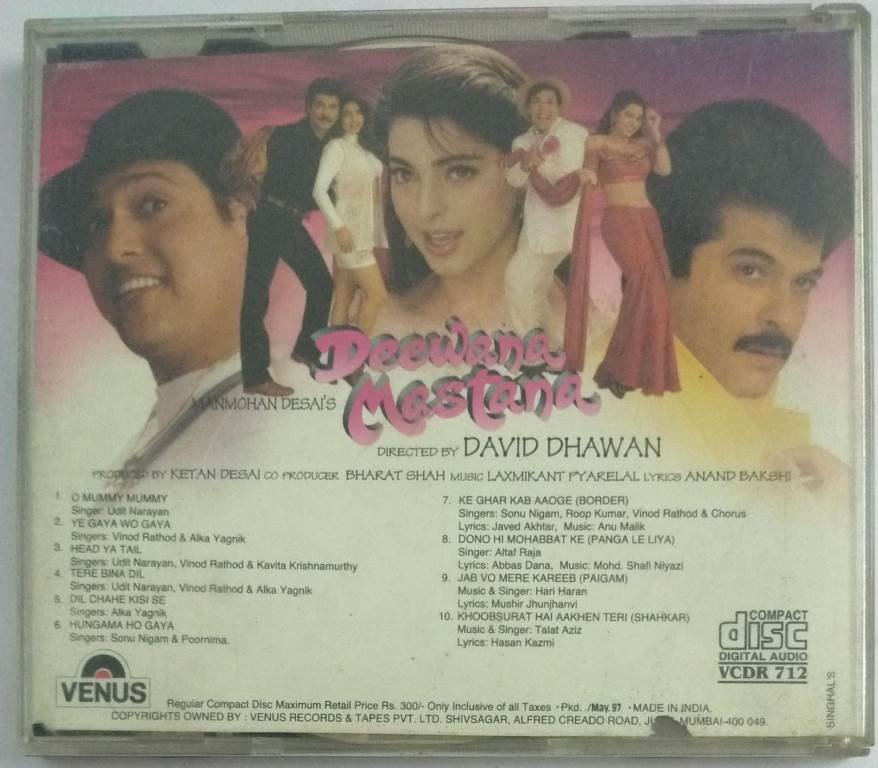 Deewana
Mastana
MANMOHAN DESAI'S
DIRECTED BY DAVID DHAWAN
PRODUCED BY KETAN DESAI CO PRODUCER BHARAT SHAH MUSIC LAXMIKANT PYARELAL LYRICS ANAND BAKSHI
1. O MUMMY MUMMY
Singer: Udit Narayan
2. YE GAYA WO GAYA
Singers: Vinod Rathod & Alka Yagnik
3. HEAD YA TAIL
Singers: Udit Narayan, Vinod Rathod & Kavita Krishnamurthy
4. TERE BINA DIL
Singers: Udit Narayan, Vinod Rathod & Alka Yagnik
5. DIL CHAHE KISI SE
Singers: Alka Yagnik
6. HUNGAMA HO GAYA
Singers: Sonu Nigam & Poornima.
7. KE GHAR KAB AAOGE (BORDER)
Singers: Sonu Nigam, Roop Kumar, Vinod Rathod & Chorus
Lyrics: Javed Akhtar, Music: Anu Malik
8. DONO HI MOHABBAT KE (PANGA LE LIYA)
Singer: Altaf Raja
Lyrics: Abbas Dana, Music: Mohd. Shafi Niyazi
9. JAB VO MERE KAREEB (PAIGAM)
Music & Singer: Hari Haran
Lyrics: Mushir Jhunjhanvi
10. KHOOBSURAT HAI AAKHEN TERI (SHAHKAR)
Music & Singer: Talat Aziz
Lyrics: Hasan Kazmi
COMPACT
disc
DIGITAL AUDIO
VCDR 712
VENUS
Regular Compact Disc Maximum Retail Price Rs. 300/- Only Inclusive of all Taxes • Pkd. /May.97 • MADE IN INDIA.
COPYRIGHTS OWNED BY : VENUS RECORDS & TAPES PVT. LTD. SHIVSAGAR, ALFRED CREADO ROAD, MUMBAI-400 049.
SINGHAL'S